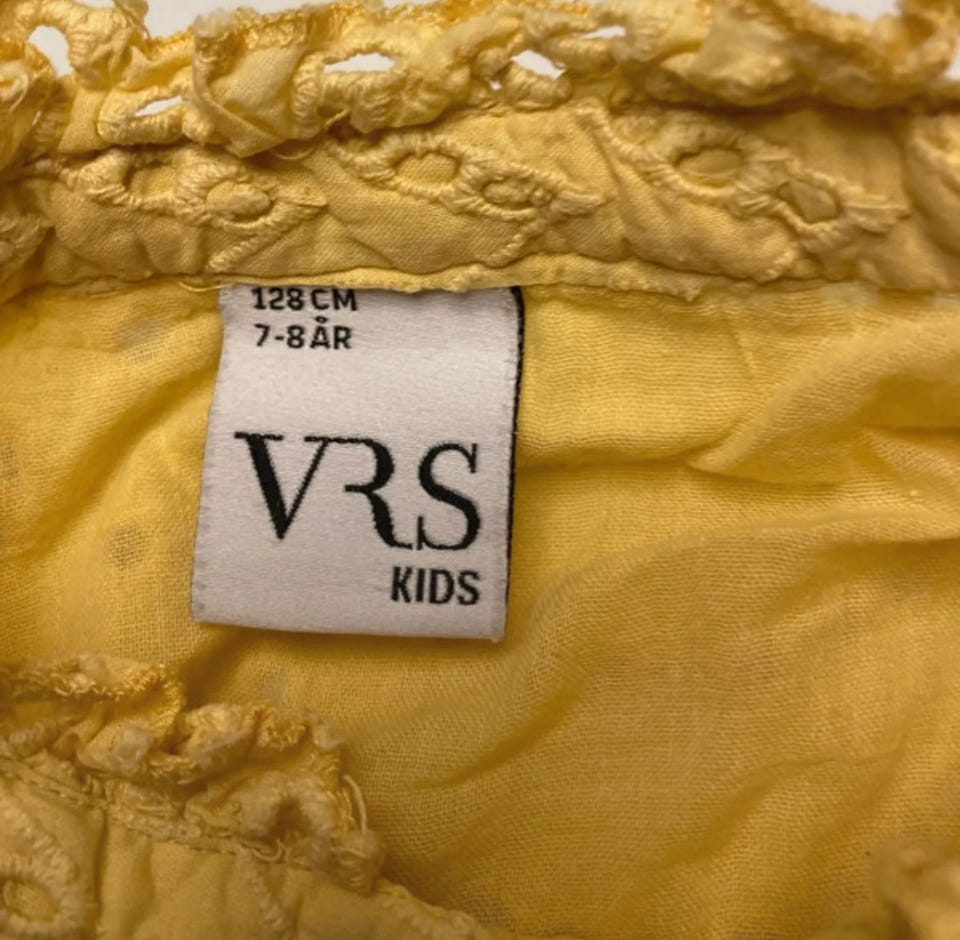 128 CM
7-8 ÅR
VRS
KIDS